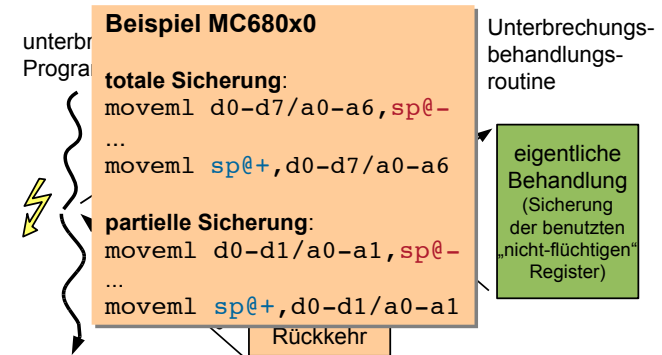 unterbr
Progra
Beispiel MC680x0
totale Sicherung:
moveml d0-d7/a0-a6,sp@-
...
moveml sp@+,d0-d7/a0-a6
partielle Sicherung:
moveml d0-d1/a0-a1,sp@-
...
moveml sp@+,d0-d1/a0-a1
Rückkehr
Unterbrechungs-
behandlungs-
routine
eigentliche
Behandlung
(Sicherung
der benutzten
„nicht-flüchtigen“
Register)